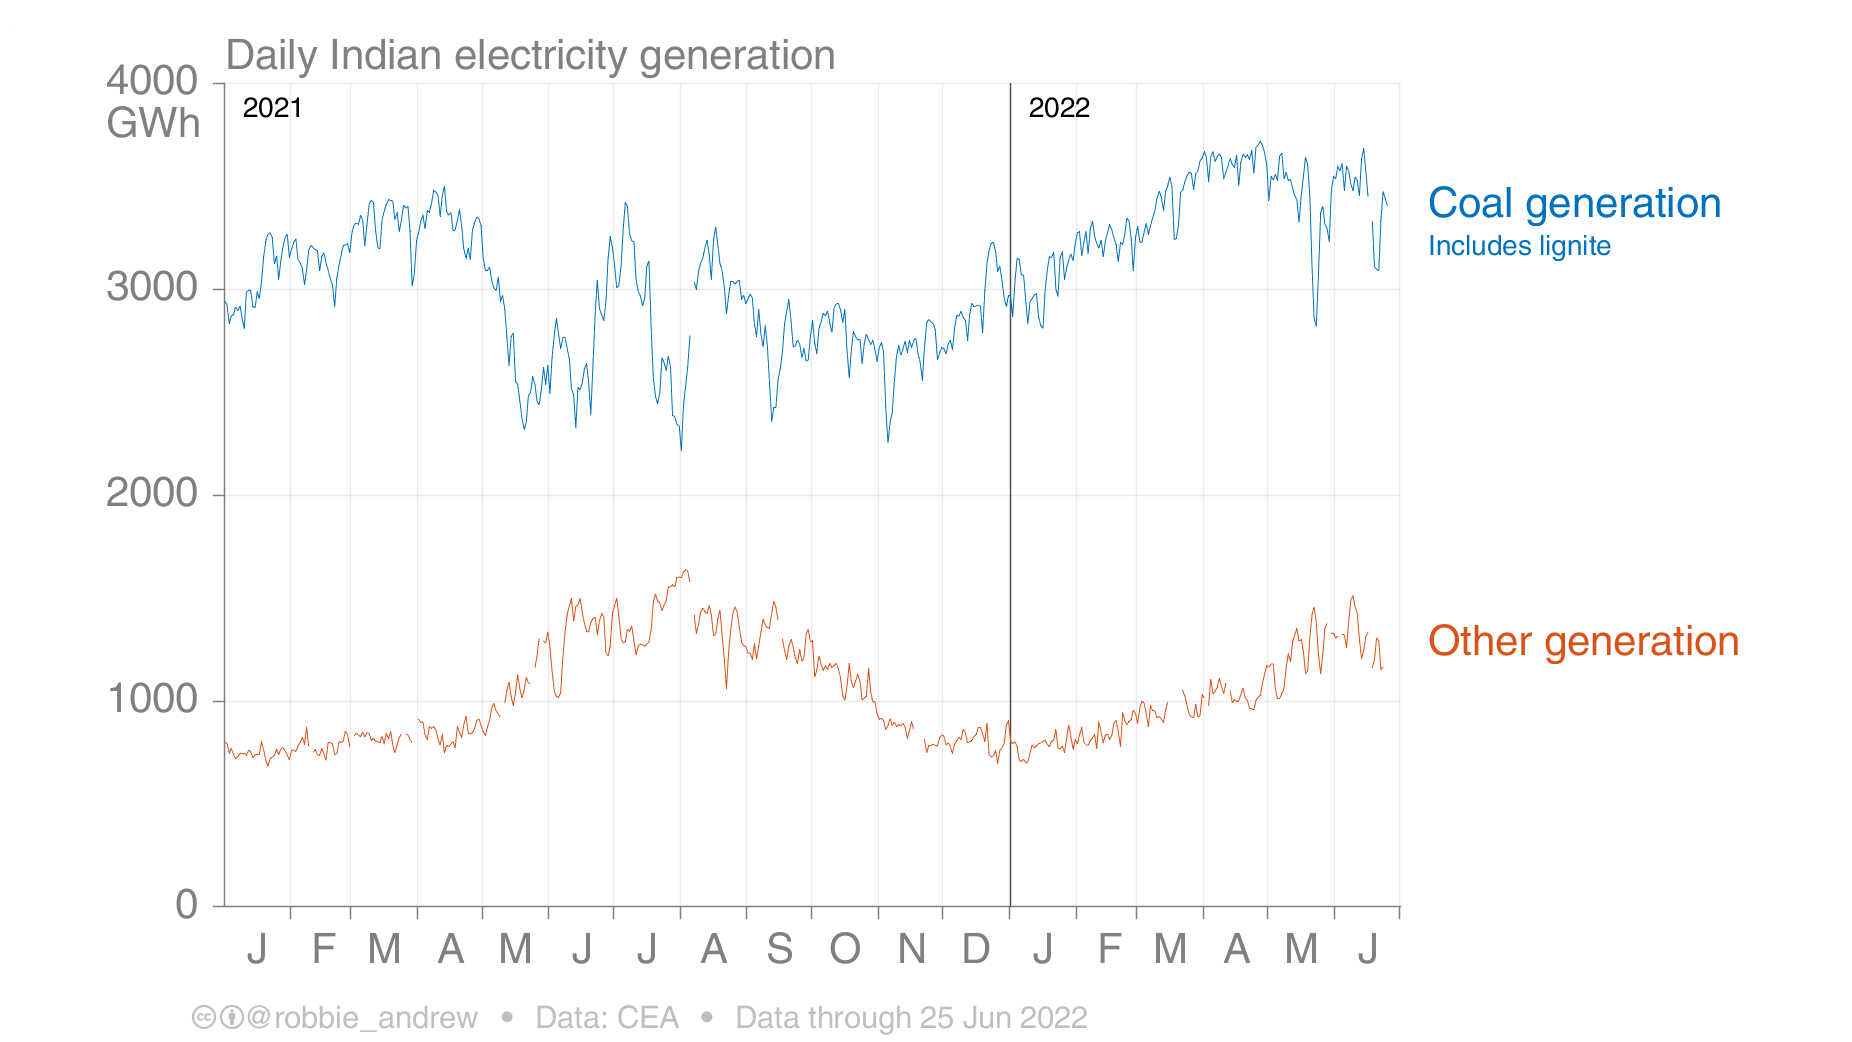 Daily Indian electricity generation
4000
GWh
2021
2022
Coal generation
Includes lignite
3000
2000
Other generation
1000
0
J F M A M J J A S O N D J F M A M J
cc @robbie_andrew • Data: CEA • Data through 25 Jun 2022